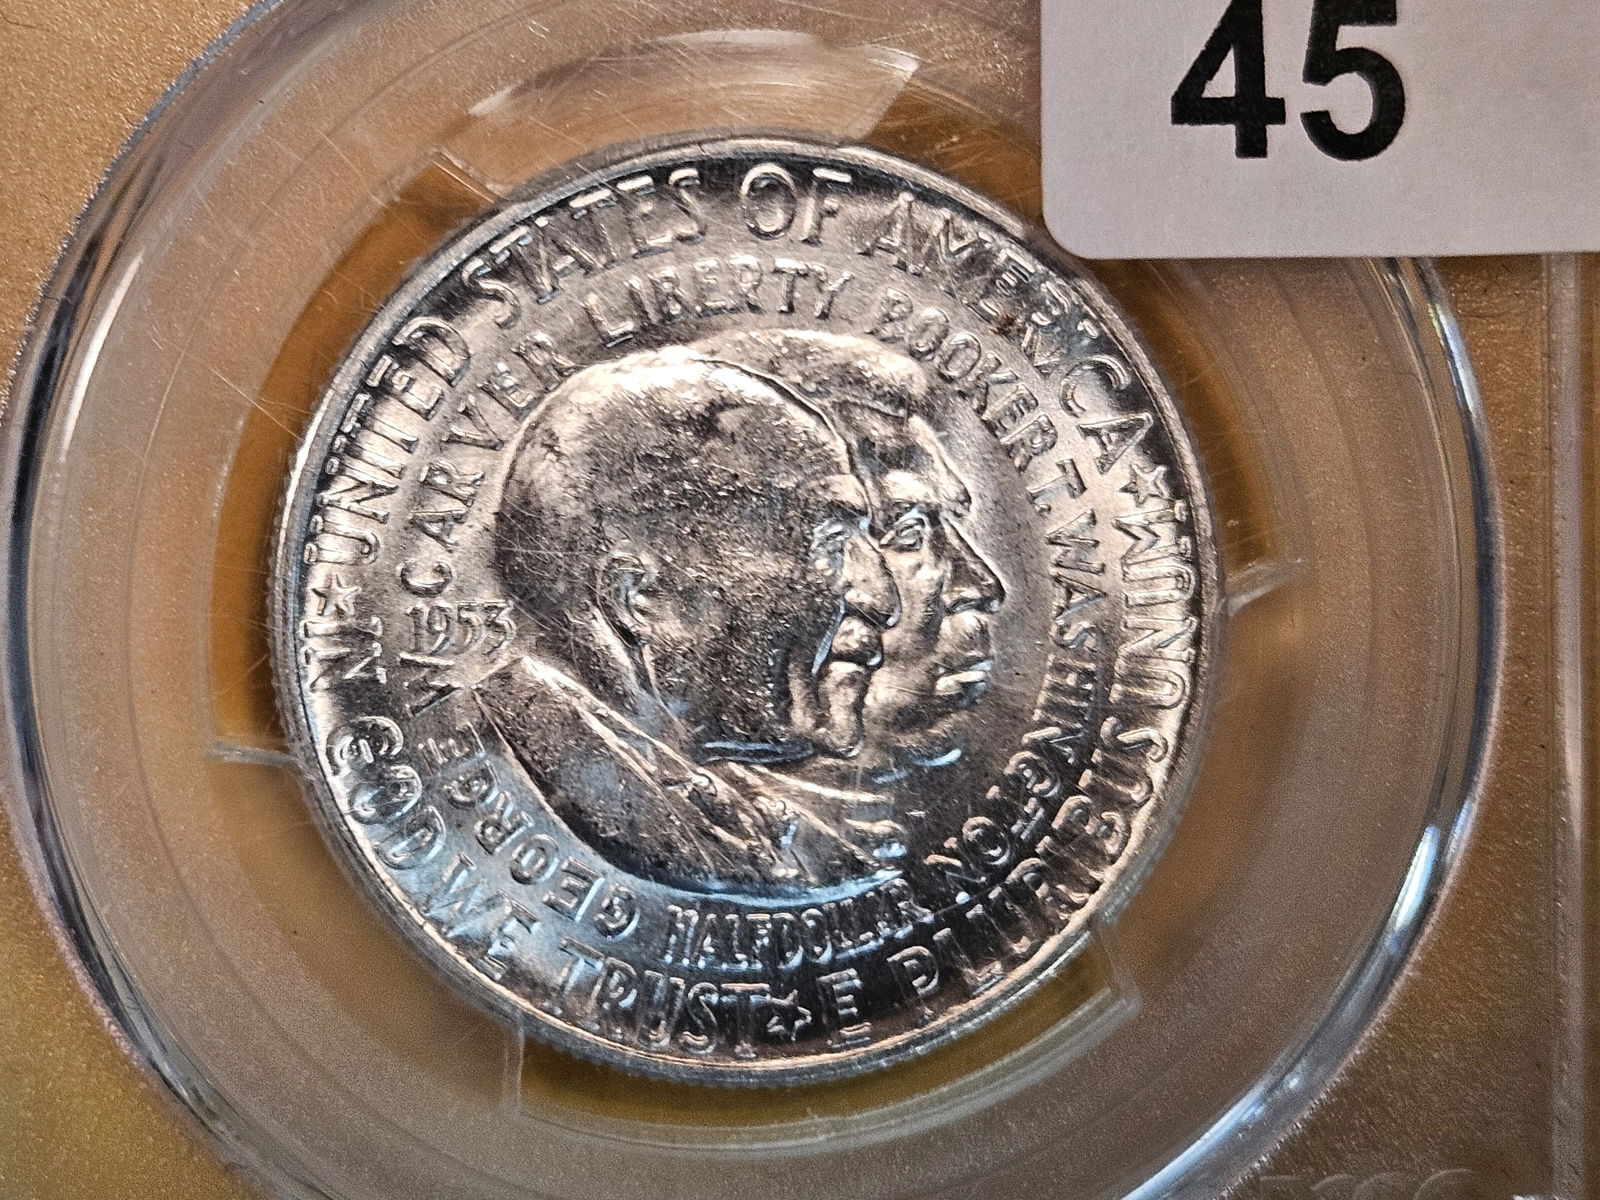 45
UNITED STATES OF AMERICA
E PLURIBUS UNUM
IN GOD WE TRUST
GEORGE W CARVER LIBERTY BOOKER T. WASHINGTON
1953
HALF DOLLAR